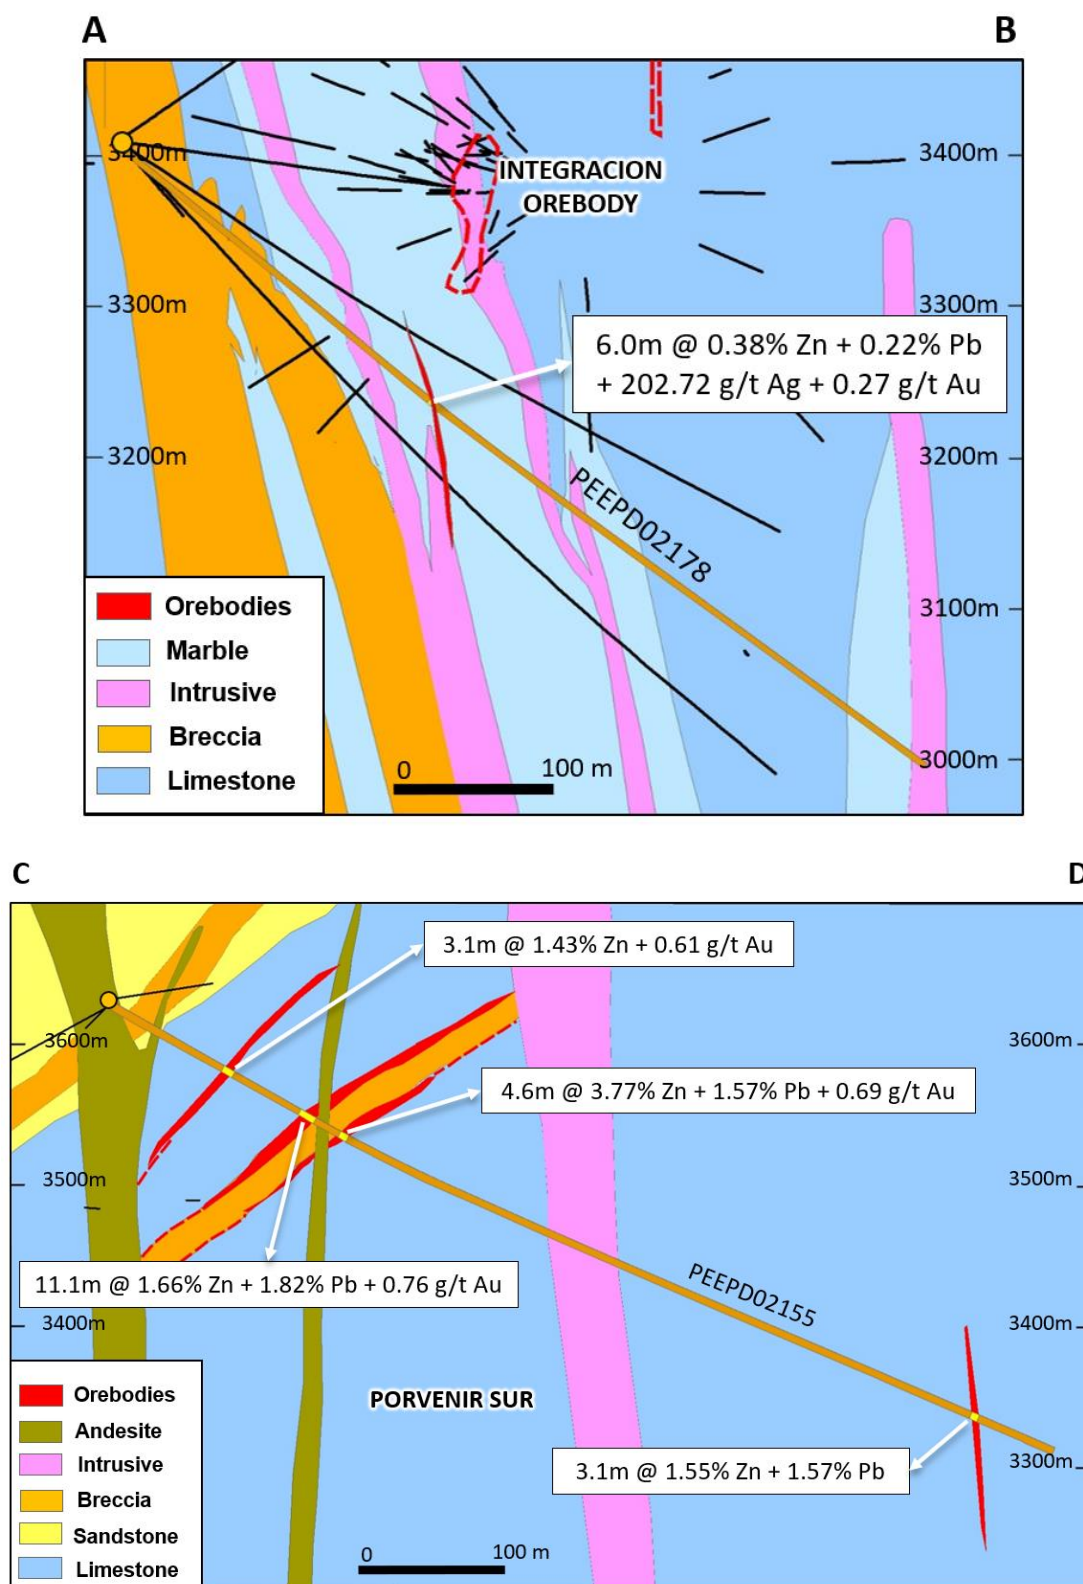 A
B
3400m
3400m
INTEGRACION
OREBODY
3300m
3300m
6.0m @ 0.38% Zn + 0.22% Pb
+ 202.72 g/t Ag + 0.27 g/t Au
3200m
3200m
PEEPD02178
3100m
3000m
Orebodies
Marble
Intrusive
Breccia
Limestone
0
100 m
C
D
3.1m @ 1.43% Zn + 0.61 g/t Au
3600m
3600m
4.6m @ 3.77% Zn + 1.57% Pb + 0.69 g/t Au
3500m
3500m
11.1m @ 1.66% Zn + 1.82% Pb + 0.76 g/t Au
PEEPD02155
3400m
3400m
PORVENIR SUR
3.1m @ 1.55% Zn + 1.57% Pb
3300m
Orebodies
Andesite
Intrusive
Breccia
Sandstone
Limestone
0
100 m